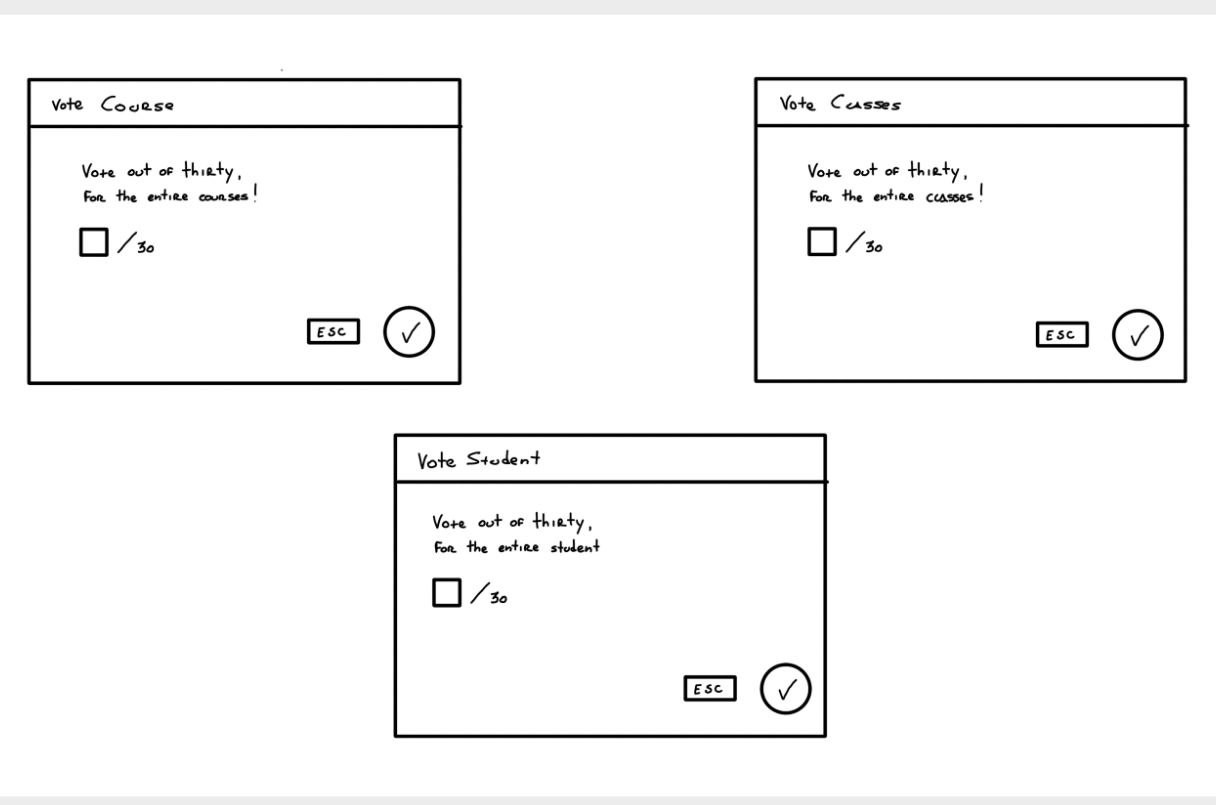 Vote Course
Vote out of thirty,
For the entire courses!
/30
ESC
Vote Classes
Vote out of thirty,
For the entire classes!
/30
ESC
Vote Student
Vote out of thirty,
For the entire student
/30
ESC